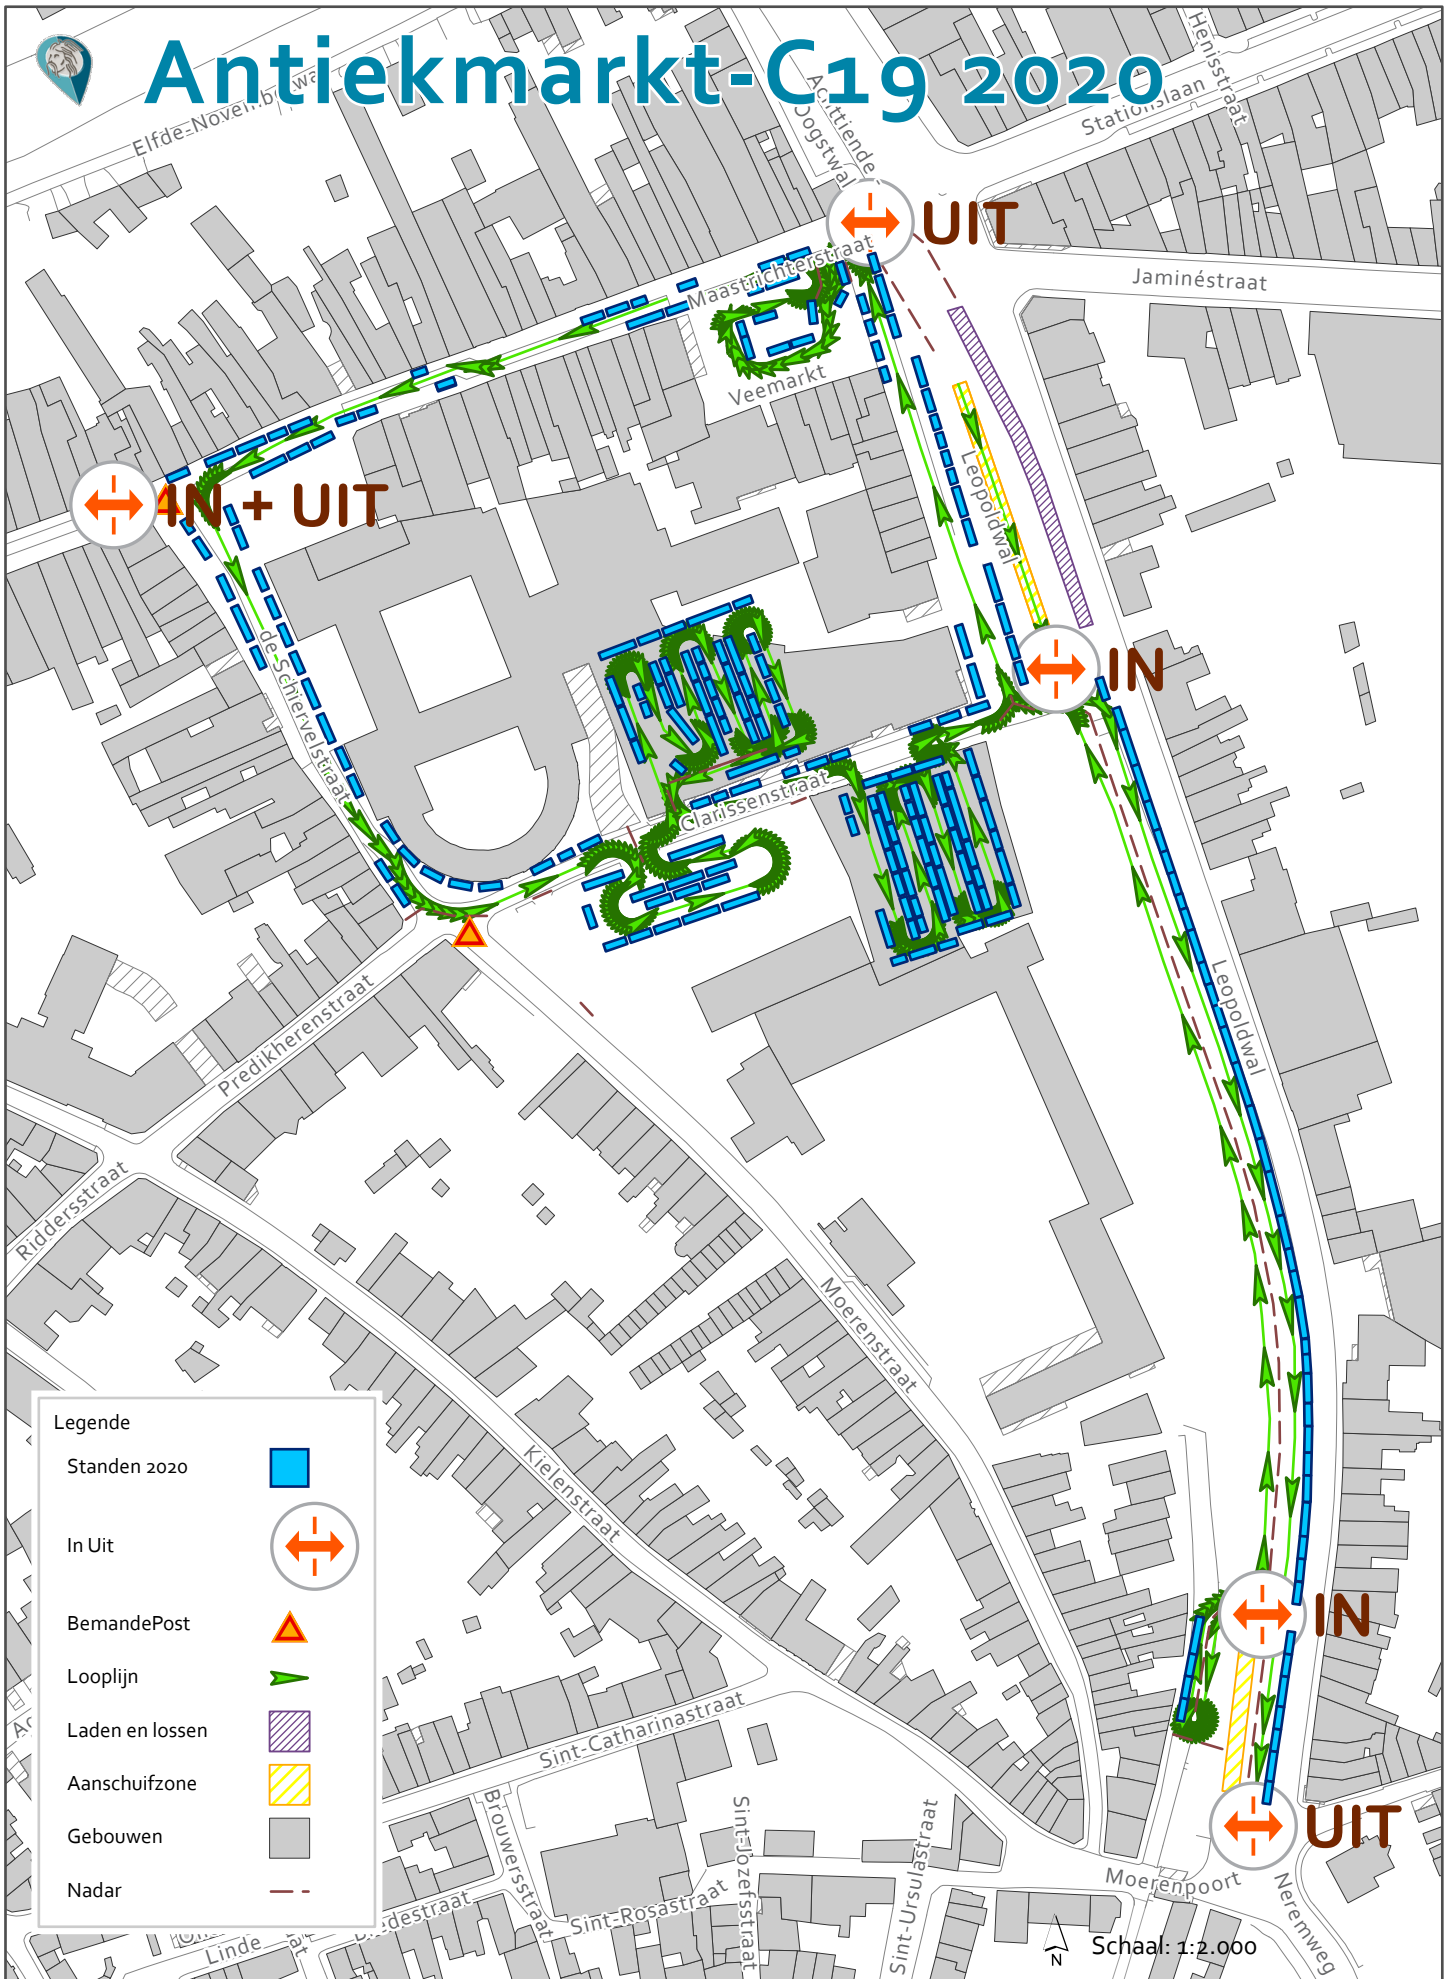 Antiekmarkt-C19 2020
Henisstraat
Elfde-Novemberwal
Achttiende
Oogstwal
Stationslaan
UIT
Maastrichterstraat
Jaminéstraat
Veemarkt
Leopoldwal
IN + UIT
de Schiervelstraat
IN
Clarissenstraat
Leopoldwal
Predikherenstraat
Riddersstraat
Moerenstraat
Kielenstraat
IN
Sint-Catharinastraat
Brouwersstraat
Sint-Jozefsstraat
Sint-Ursulastraat
UIT
Moerenpoort
Neremweg
Sint-Rosastraat
Linde
Legende
Standen 2020
In Uit
BemandePost
Looplijn
Laden en lossen
Aanschuifzone
Gebouwen
Nadar
N
Schaal: 1:2.000